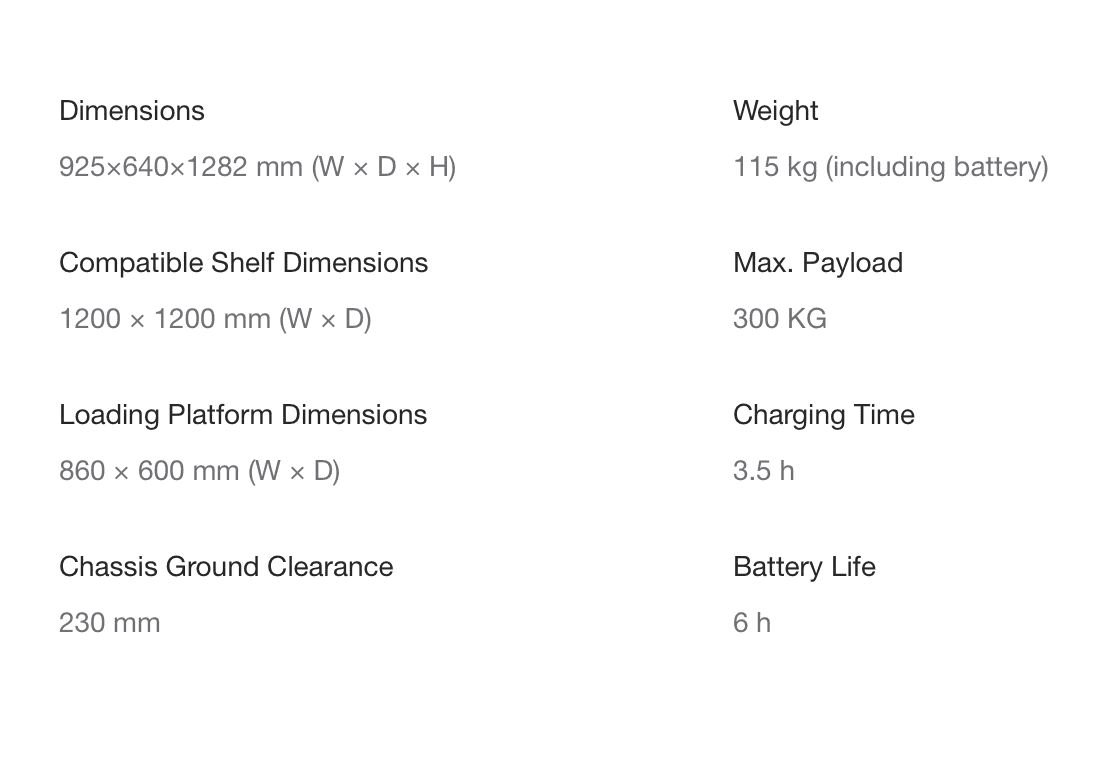 Dimensions
925×640×1282 mm (W × D × H)
Weight
115 kg (including battery)
Compatible Shelf Dimensions
1200 × 1200 mm (W × D)
Max. Payload
300 KG
Loading Platform Dimensions
860 × 600 mm (W × D)
Charging Time
3.5 h
Chassis Ground Clearance
230 mm
Battery Life
6 h